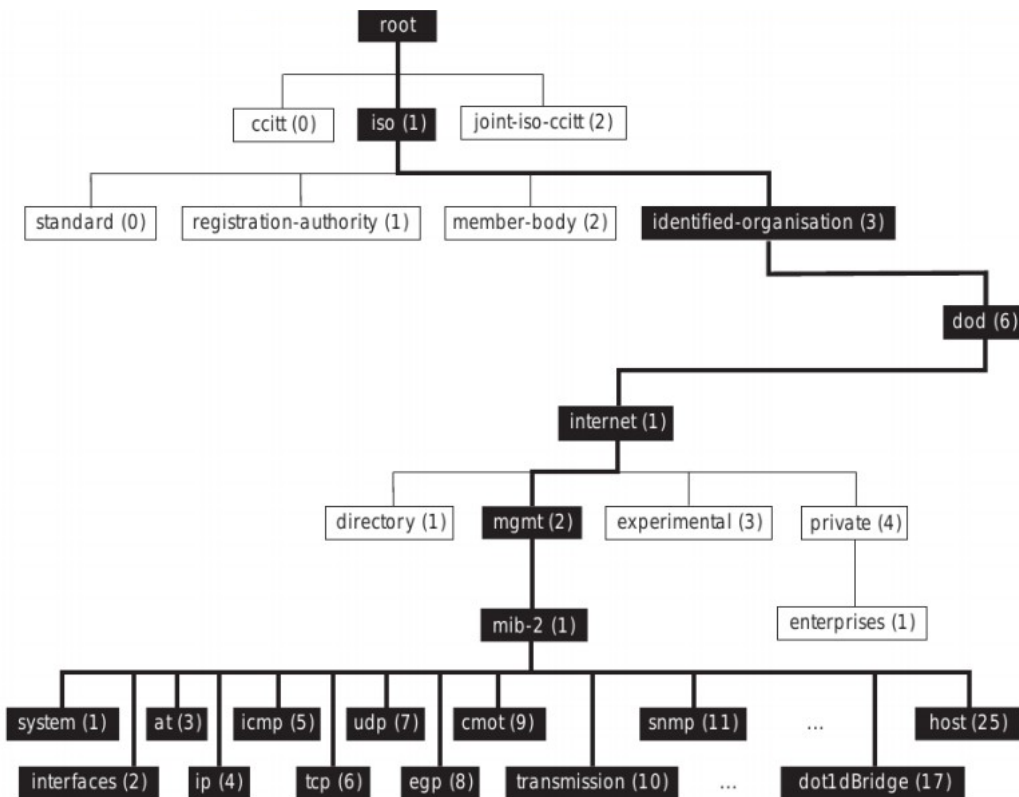 root
ccitt (0) iso (1) joint-iso-ccitt (2)
standard (0) registration-authority (1) member-body (2) identified-organisation (3)
dod (6)
internet (1)
directory (1) mgmt (2) experimental (3) private (4)
mib-2 (1) enterprises (1)
system (1) at (3) icmp (5) udp (7) cmot (9) snmp (11) ... host (25)
interfaces (2) ip (4) tcp (6) egp (8) transmission (10) ... dot1dBridge (17)